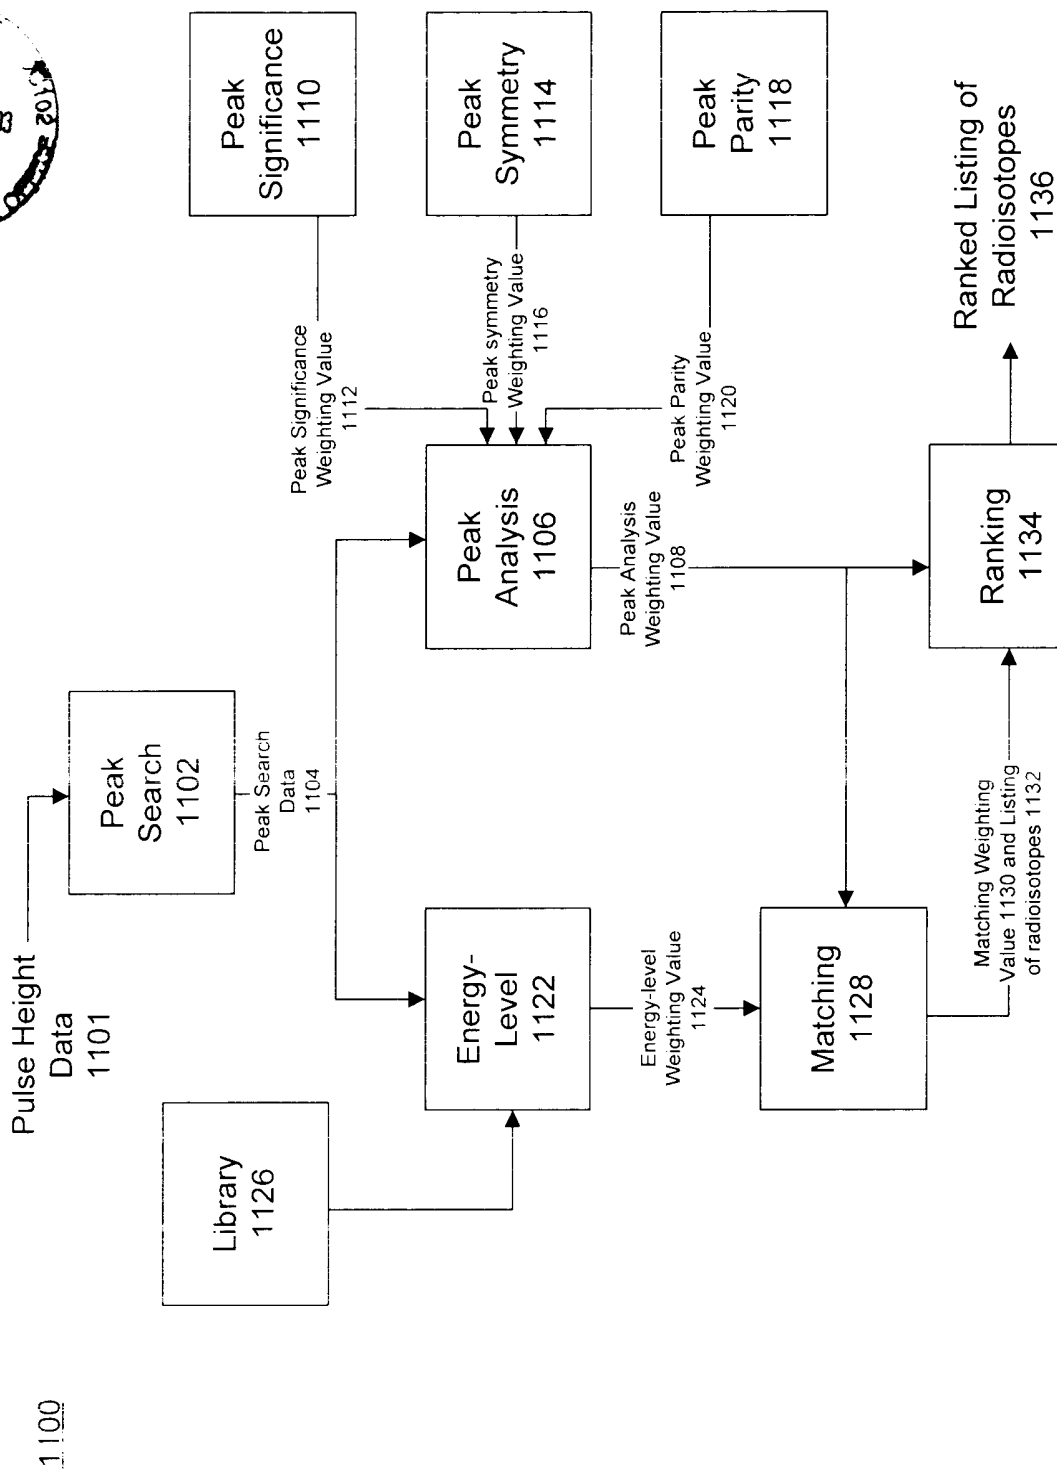 1100
Pulse Height
Data
1101
Library
1126
Peak
Search
1102
Peak Search
Data
1104
Energy-
Level
1122
Energy-level
Weighting Value
1124
Matching
1128
Matching Weighting
Value 1130 and Listing
of radioisotopes 1132
Peak
Analysis
1106
Peak Analysis
Weighting Value
1108
Peak Significance
Weighting Value
1112
Peak symmetry
Weighting Value
1116
Peak Parity
Weighting Value
1120
Peak
Significance
1110
Peak
Symmetry
1114
Peak
Parity
1118
Ranking
1134
Ranked Listing of
Radioisotopes
1136